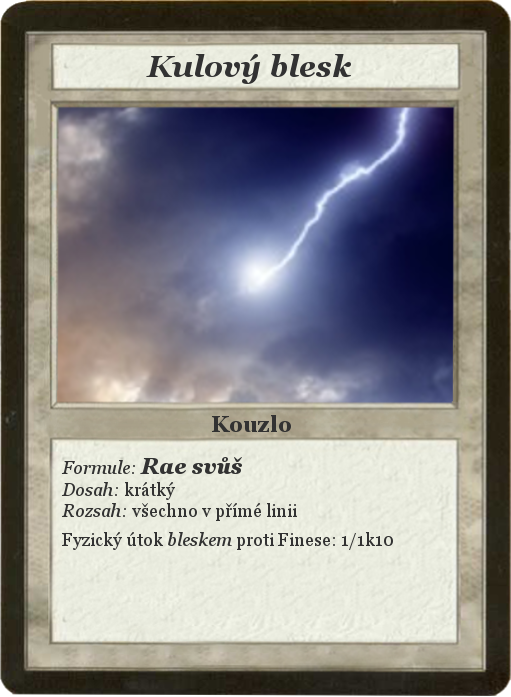 Kulový blesk
Kouzlo
Formule: Rae svůš
Dosah: krátký
Rozsah: všechno v přímé linii
Fyzický útok bleskem proti Finese: 1/1k10